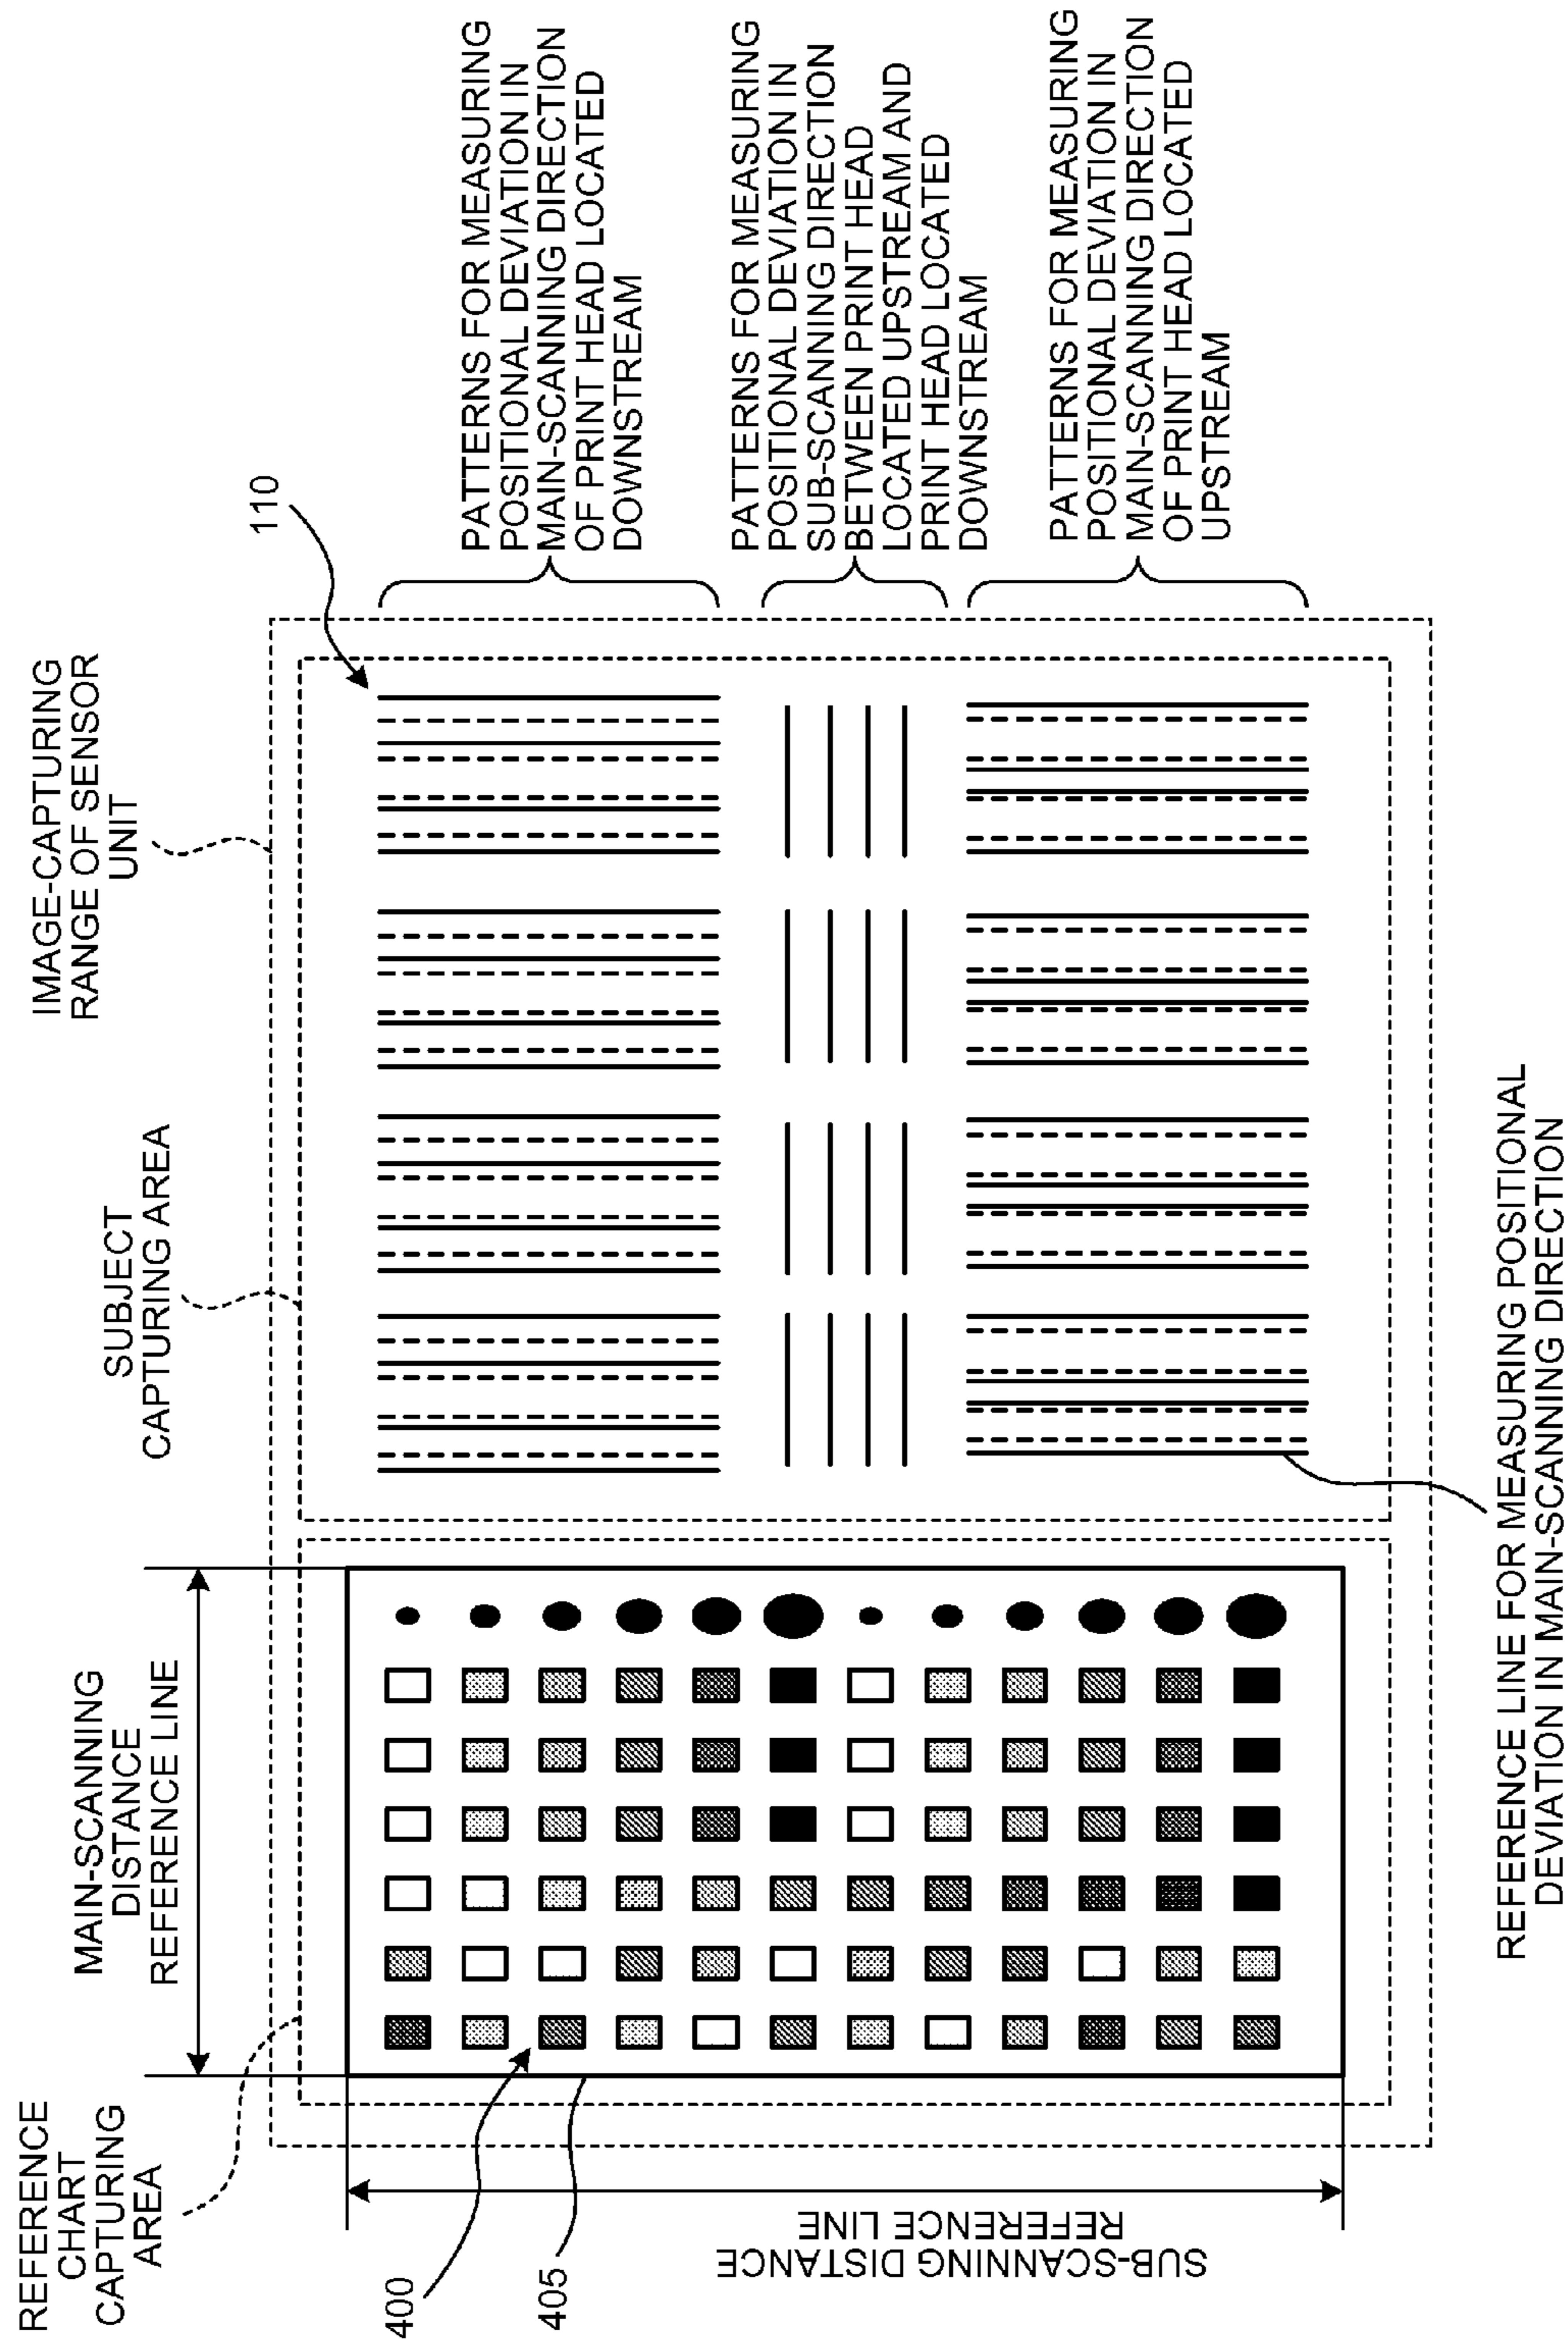 REFERENCE
CHART
CAPTURING
AREA
MAIN-SCANNING
DISTANCE
REFERENCE LINE
SUBJECT
CAPTURING AREA
IMAGE-CAPTURING
RANGE OF SENSOR
UNIT
110
400
405
SUB-SCANNING DISTANCE
REFERENCE LINE
PATTERNS FOR MEASURING
POSITIONAL DEVIATION IN
MAIN-SCANNING DIRECTION
OF PRINT HEAD LOCATED
DOWNSTREAM
PATTERNS FOR MEASURING
POSITIONAL DEVIATION IN
SUB-SCANNING DIRECTION
BETWEEN PRINT HEAD
LOCATED UPSTREAM AND
PRINT HEAD LOCATED
DOWNSTREAM
PATTERNS FOR MEASURING
POSITIONAL DEVIATION IN
MAIN-SCANNING DIRECTION
OF PRINT HEAD LOCATED
UPSTREAM
REFERENCE LINE FOR MEASURING POSITIONAL
DEVIATION IN MAIN-SCANNING DIRECTION